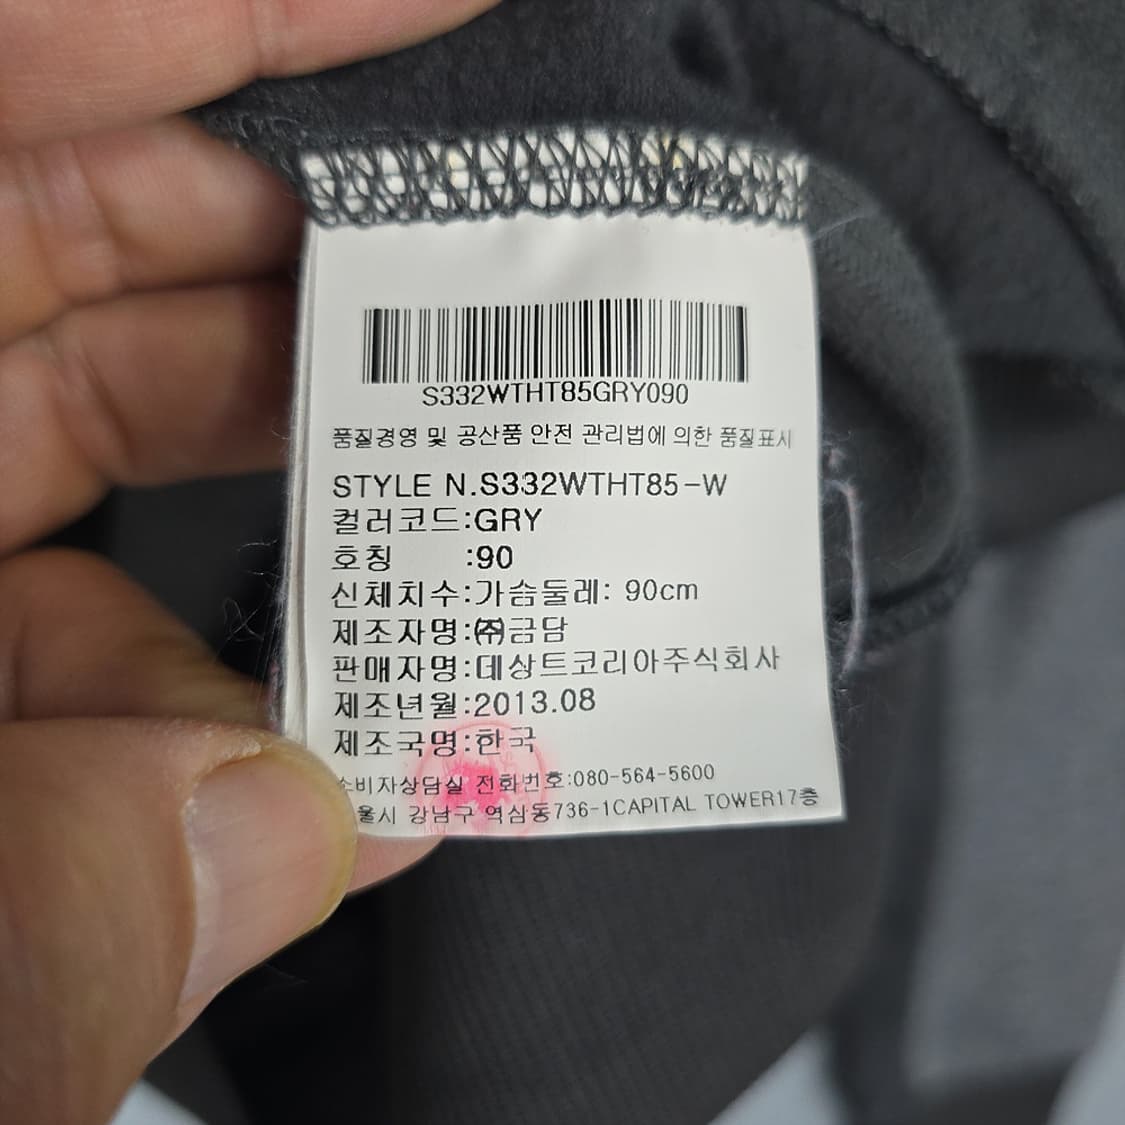 S332WTHT85GRY090
품질경영 및 공산품 안전 관리법에 의한 품질표시
STYLE N.S332WTHT85-W
컬러코드:GRY
호칭 :90
신체치수:가슴둘레: 90cm
제조자명:㈜금담
판매자명:데상트코리아주식회사
제조년월:2013.08
제조국명:한국
소비자상담실 전화번호:080-564-5600
울시 강남구 역삼동736-1CAPITAL TOWER17층